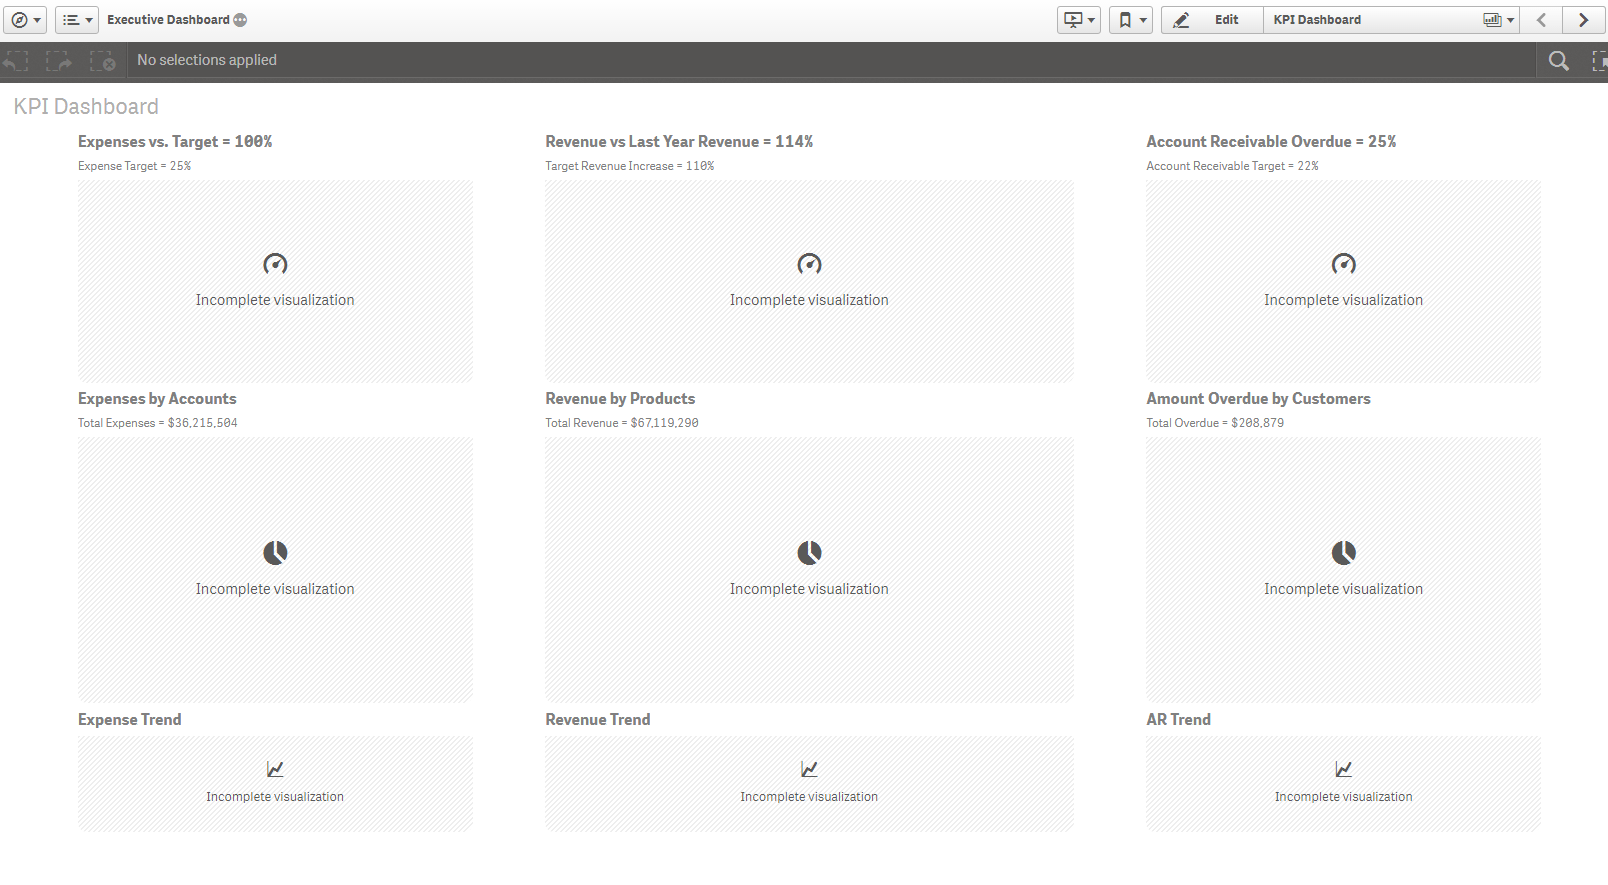 Executive Dashboard
Edit
KPI Dashboard
No selections applied
KPI Dashboard
Expenses vs. Target = 100%
Expense Target = 25%
Incomplete visualization
Revenue vs Last Year Revenue = 114%
Target Revenue Increase = 110%
Incomplete visualization
Account Receivable Overdue = 25%
Account Receivable Target = 22%
Incomplete visualization
Expenses by Accounts
Total Expenses = $36,215,504
Incomplete visualization
Revenue by Products
Total Revenue = $67,119,290
Incomplete visualization
Amount Overdue by Customers
Total Overdue = $208,879
Incomplete visualization
Expense Trend
Incomplete visualization
Revenue Trend
Incomplete visualization
AR Trend
Incomplete visualization